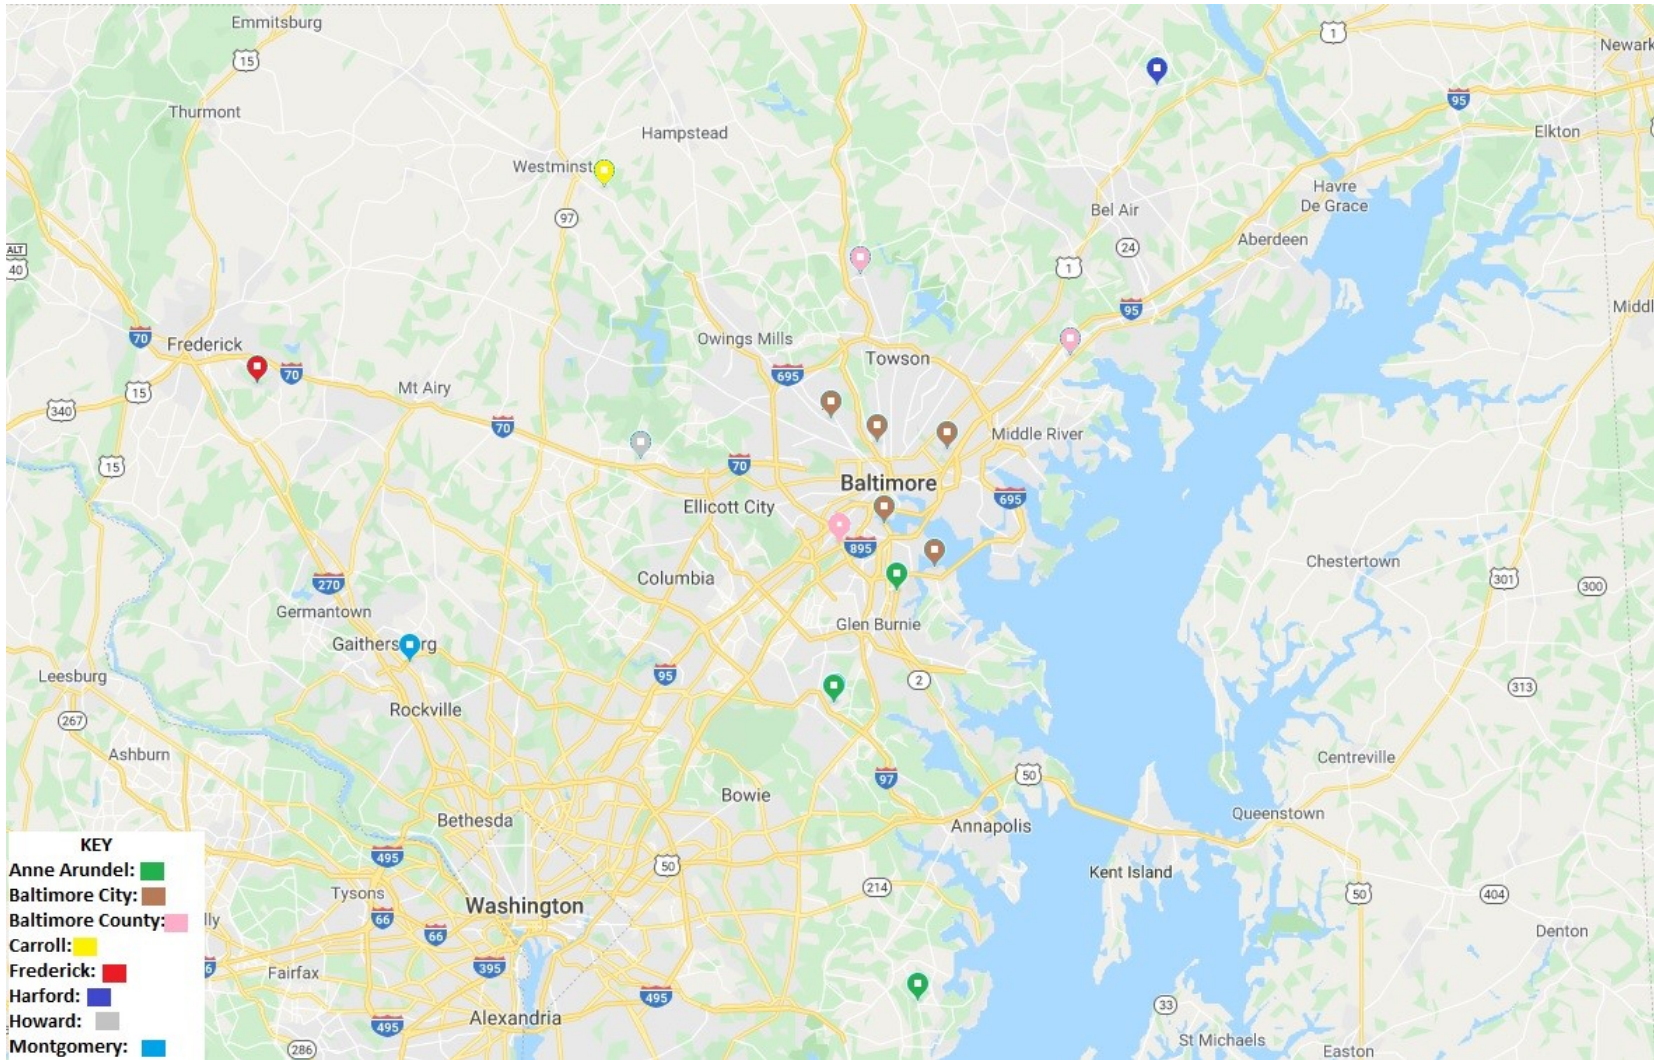 Emmitsburg
1
Newark
15
95
Thurmont
Hampstead
Elkton
Westminst
Havre
De Grace
Bel Air
97
24
Aberdeen
ALT
40
1
95
Middl
70
Frederick
Owings Mills
Towson
70
695
15
Mt Airy
340
70
Middle River
15
70
Baltimore
695
Ellicott City
895
Columbia
Chestertown
301
300
270
Germantown
Glen Burnie
Gaithersburg
Leesburg
95
2
313
267
Rockville
Ashburn
Centreville
50
97
Bowie
Queenstown
Bethesda
Annapolis
KEY
495
50
Kent Island
Anne Arundel:
Tysons
214
50
404
Baltimore City:
Washington
66
Baltimore County:
lly
66
Denton
Carroll:
6
395
Frederick:
Fairfax
495
Harford:
33
Howard:
495
Alexandria
Montgomery:
286
St Michaels
Easton